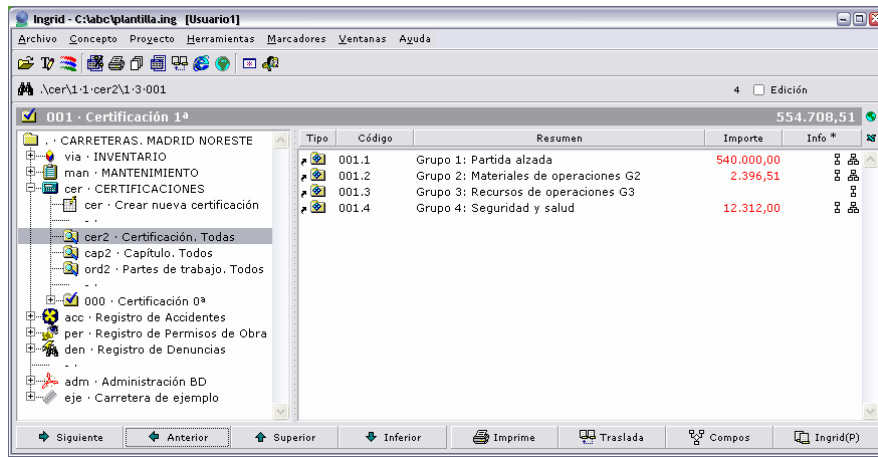 Ingrid - C:\abc\plantilla.ing [Usuario1]
Archivo Concepto Proyecto Herramientas Marcadores Ventanas Ayuda
.\cer\1·1·cer2\1·3·001 4 Edición
001 · Certificación 1ª 554.708,51
. · CARRETERAS. MADRID NORESTE
via · INVENTARIO
man · MANTENIMIENTO
cer · CERTIFICACIONES
cer · Crear nueva certificación
- ·
cer2 · Certificación. Todas
cap2 · Capítulo. Todos
ord2 · Partes de trabajo. Todos
- ·
000 · Certificación 0ª
acc · Registro de Accidentes
per · Registro de Permisos de Obra
den · Registro de Denuncias
- ·
adm · Administración BD
eje · Carretera de ejemplo
Tipo Código Resumen Importe Info *
001.1 Grupo 1: Partida alzada 540.000,00
001.2 Grupo 2: Materiales de operaciones G2 2.396,51
001.3 Grupo 3: Recursos de operaciones G3
001.4 Grupo 4: Seguridad y salud 12.312,00
Siguiente Anterior Superior Inferior Imprime Traslada Compos Ingrid(P)